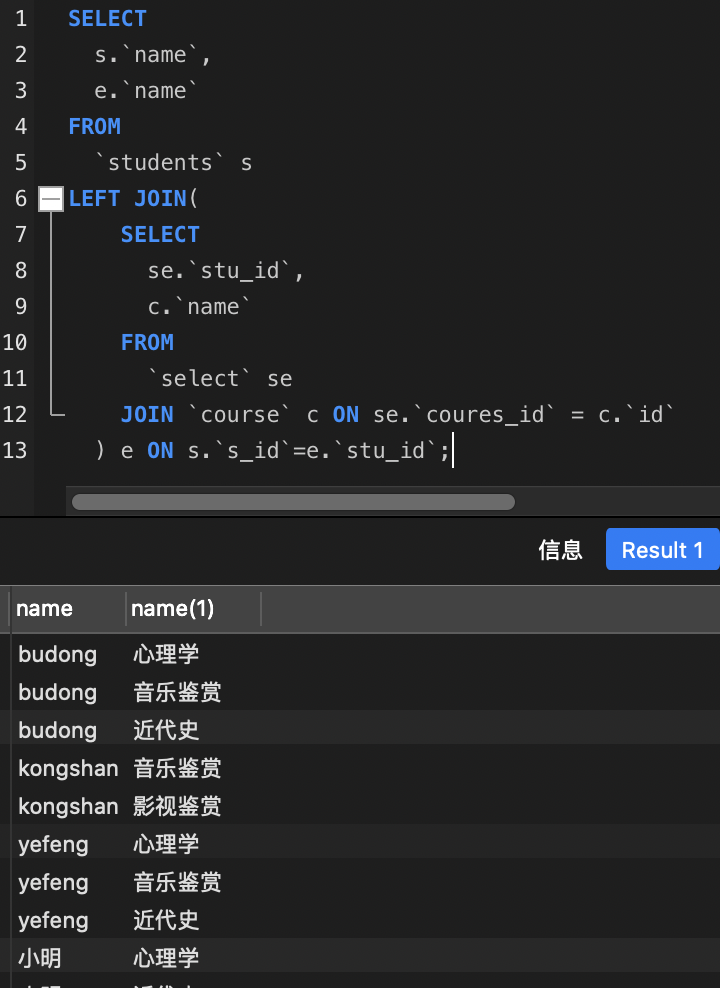 1 SELECT
2 s.`name`,
3 e.`name`
4 FROM
5 `students` s
6 LEFT JOIN(
7 SELECT
8 se.`stu_id`,
9 c.`name`
10 FROM
11 `select` se
12 JOIN `course` c ON se.`coures_id` = c.`id`
13 ) e ON s.`s_id`=e.`stu_id`;
信息 Result 1
name name(1)
budong 心理学
budong 音乐鉴赏
budong 近代史
kongshan 音乐鉴赏
kongshan 影视鉴赏
yefeng 心理学
yefeng 音乐鉴赏
yefeng 近代史
小明 心理学